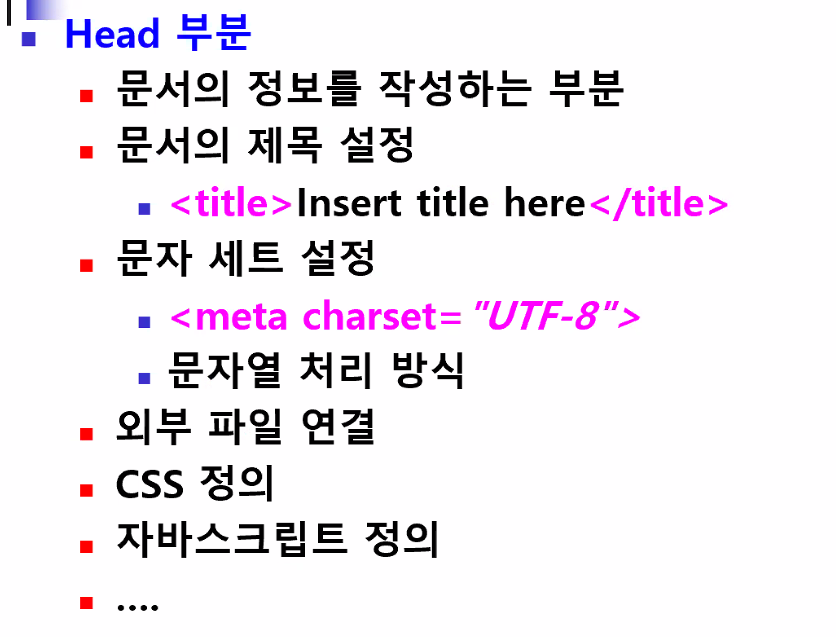 Head 부분
문서의 정보를 작성하는 부분
문서의 제목 설정
<title>Insert title here</title>
문자 세트 설정
<meta charset="UTF-8">
문자열 처리 방식
외부 파일 연결
CSS 정의
자바스크립트 정의
....